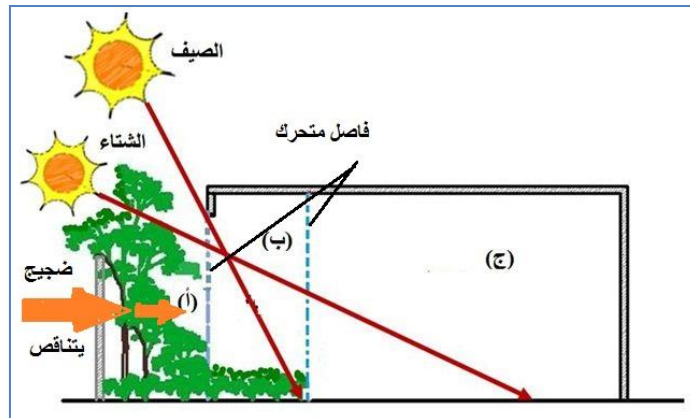 الصيف
فاصل متحرك
الشتاء
(ب)
(ج)
ضجيج
(أ)
يتناقص